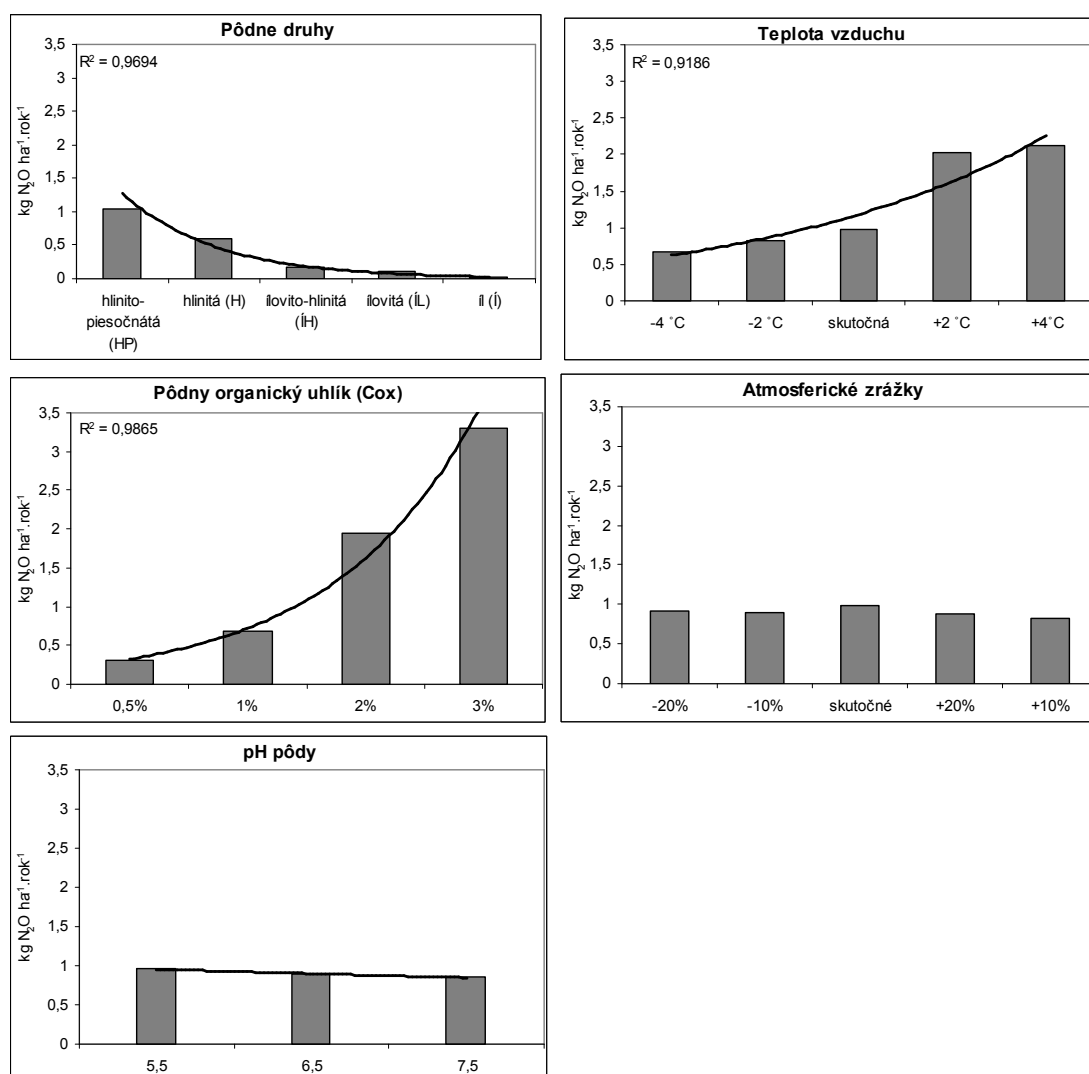 Pôdne druhy
R² = 0,9694
kg N₂O ha⁻¹.rok⁻¹
3,5
3
2,5
2
1,5
1
0,5
0
hlinito-
piesočnátá
(HP)
hlinitá (H)
ílovito-hlinitá
(ÍH)
ílovitá (ÍL)
íl (Í)
Teplota vzduchu
R² = 0,9186
kg N₂O ha⁻¹.rok⁻¹
3,5
3
2,5
2
1,5
1
0,5
0
-4 ˚C
-2 ˚C
skutočná
+2 ˚C
+4˚C
Pôdny organický uhlík (Cox)
R² = 0,9865
kg N₂O ha⁻¹.rok⁻¹
3,5
3
2,5
2
1,5
1
0,5
0
0,5%
1%
2%
3%
Atmosferické zrážky
kg N₂O ha⁻¹.rok⁻¹
3,5
3
2,5
2
1,5
1
0,5
0
-20%
-10%
skutočné
+20%
+10%
pH pôdy
kg N₂O ha⁻¹.rok⁻¹
3,5
3
2,5
2
1,5
1
0,5
0
5,5
6,5
7,5